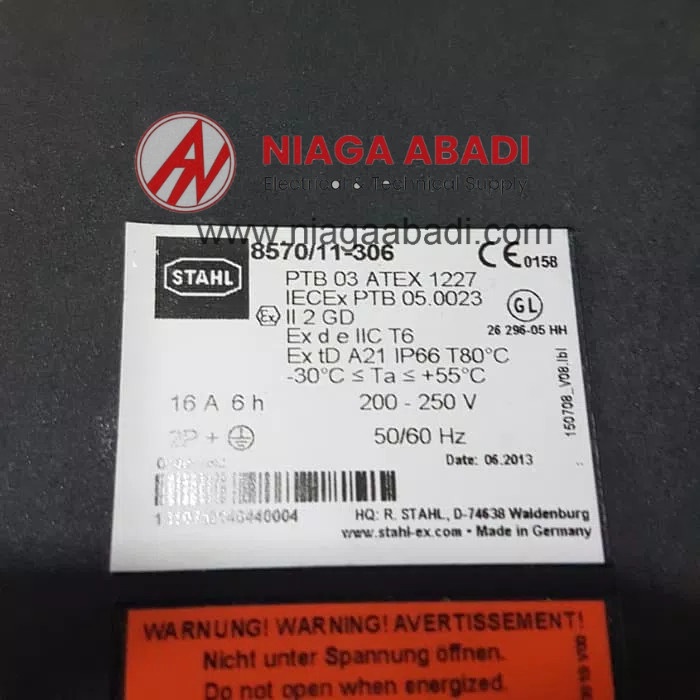 NIAGA ABADI
Electrical & Technical Supply
www.niagaabadi.com
8570/11-306
STAHL
CE 0158
PTB 03 ATEX 1227
IECEx PTB 05.0023
Ex II 2 GD
GL
26 296-05 HH
Ex d e IIC T6
Ex tD A21 IP66 T80°C
-30°C ≤ Ta ≤ +55°C
150708_V08.lbl
16 A 6 h
200 - 250 V
2P +
50/60 Hz
Date: 06.2013
HQ: R. STAHL, D-74638 Waldenburg
www.stahl-ex.com • Made in Germany
WARNUNG! WARNING! AVERTISSEMENT!
Nicht unter Spannung öffnen.
Do not open when energized.